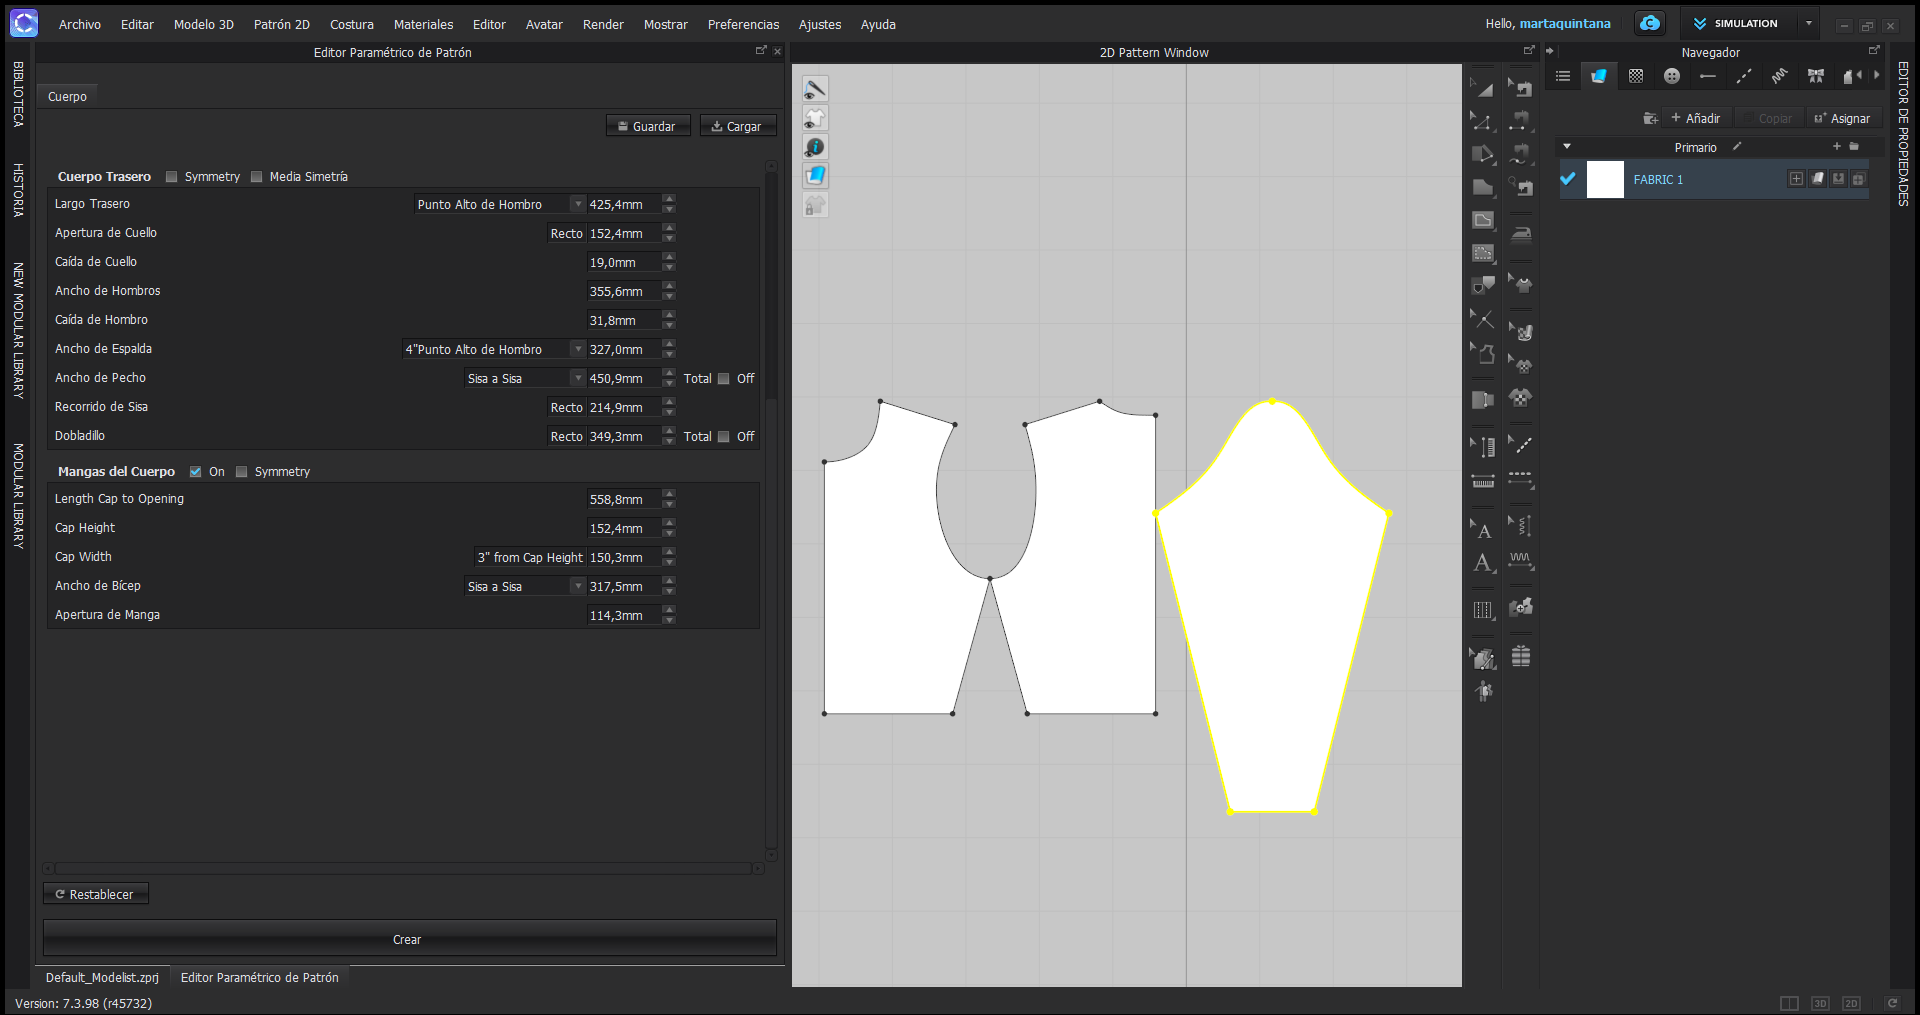 Archivo Editar Modelo 3D Patrón 2D Costura Materiales Editor Avatar Render Mostrar Preferencias Ajustes Ayuda Hello, martaquintana SIMULATION
Editor Paramétrico de Patrón
2D Pattern Window
Navegador
BIBLIOTECA
HISTORIA
NEW MODULAR LIBRARY
MODULAR LIBRARY
EDITOR DE PROPIEDADES
Cuerpo
Guardar Cargar
Cuerpo Trasero Symmetry Media Simetría
Largo Trasero Punto Alto de Hombro 425,4mm
Apertura de Cuello Recto 152,4mm
Caída de Cuello 19,0mm
Ancho de Hombros 355,6mm
Caída de Hombro 31,8mm
Ancho de Espalda 4"Punto Alto de Hombro 327,0mm
Ancho de Pecho Sisa a Sisa 450,9mm Total Off
Recorrido de Sisa Recto 214,9mm
Dobladillo Recto 349,3mm Total Off
Mangas del Cuerpo On Symmetry
Length Cap to Opening 558,8mm
Cap Height 152,4mm
Cap Width 3" from Cap Height 150,3mm
Ancho de Bícep Sisa a Sisa 317,5mm
Apertura de Manga 114,3mm
Restablecer
Crear
Default_Modelist.zprj Editor Paramétrico de Patrón
Version: 7.3.98 (r45732)
A
A
+ Añadir Copiar Asignar
Primario
FABRIC 1
3D 2D